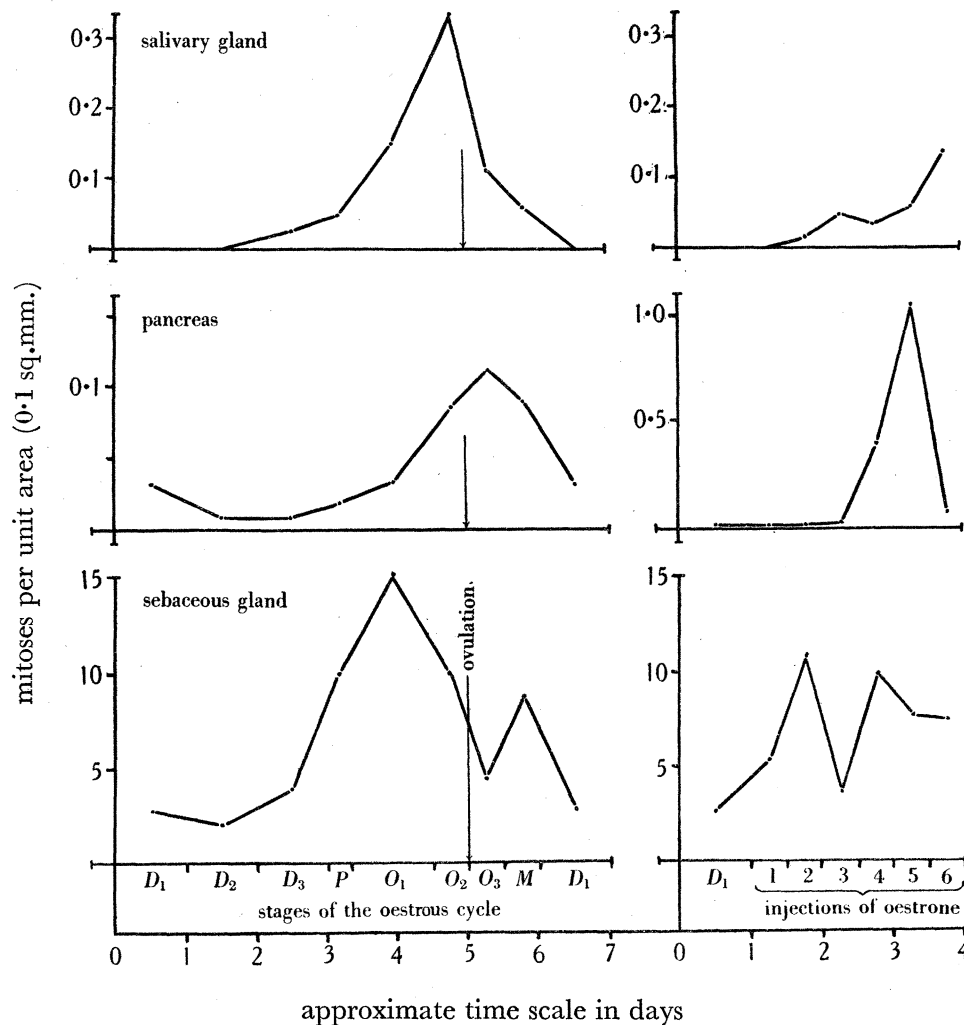 mitoses per unit area (0·1 sq.mm.)
salivary gland
0·3
0·2
0·1
0·3
0·2
0·1
pancreas
0·1
1·0
0·5
sebaceous gland
15
10
5
ovulation
15
10
5
D₁ D₂ D₃ P O₁ O₂ O₃ M D₁
stages of the oestrous cycle
D₁ 1 2 3 4 5 6
injections of oestrone
0 1 2 3 4 5 6 7
0 1 2 3 4
approximate time scale in days